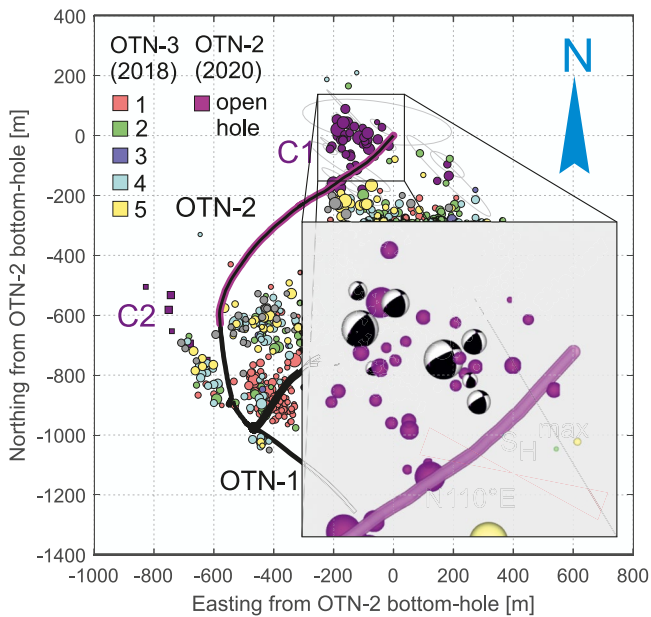 OTN-3 OTN-2
(2018) (2020)
1 open
2 hole
3
4
5
N
C1
OTN-2
C2
OTN-1
S_H max
N110°E
400
200
0
-200
-400
-600
-800
-1000
-1200
-1400
-1000 -800 -600 -400 -200 0 200 400 600 800
Northing from OTN-2 bottom-hole [m]
Easting from OTN-2 bottom-hole [m]